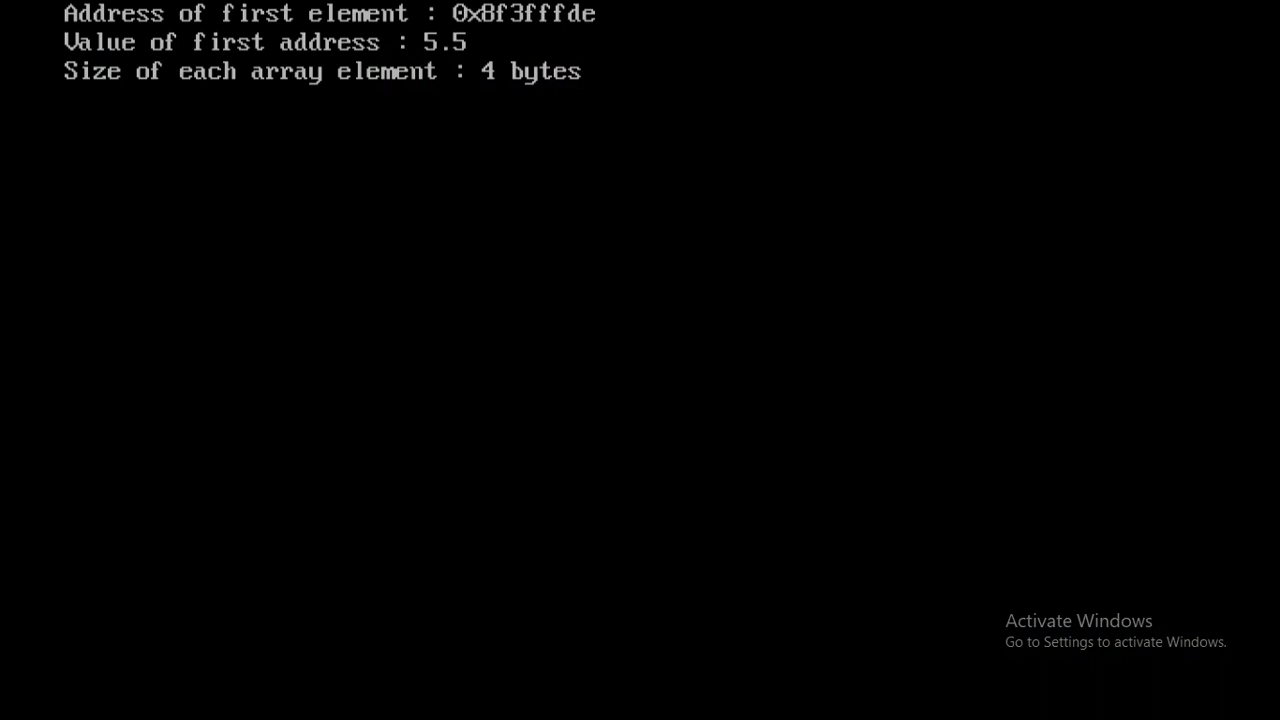 Address of first element : 0x8f3fffde
Value of first address : 5.5
Size of each array element : 4 bytes
Activate Windows
Go to Settings to activate Windows.